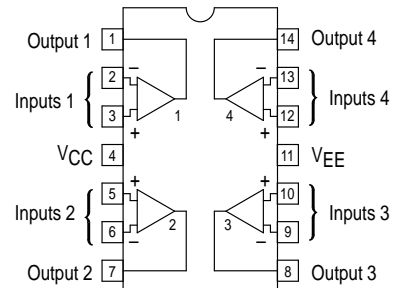 Output 1 1 14 Output 4
Inputs 1 2 – – 13 Inputs 4
3 + 1 4 + 12
VCC 4 11 VEE
Inputs 2 5 + + 10 Inputs 3
6 – 2 3 – 9
Output 2 7 8 Output 3